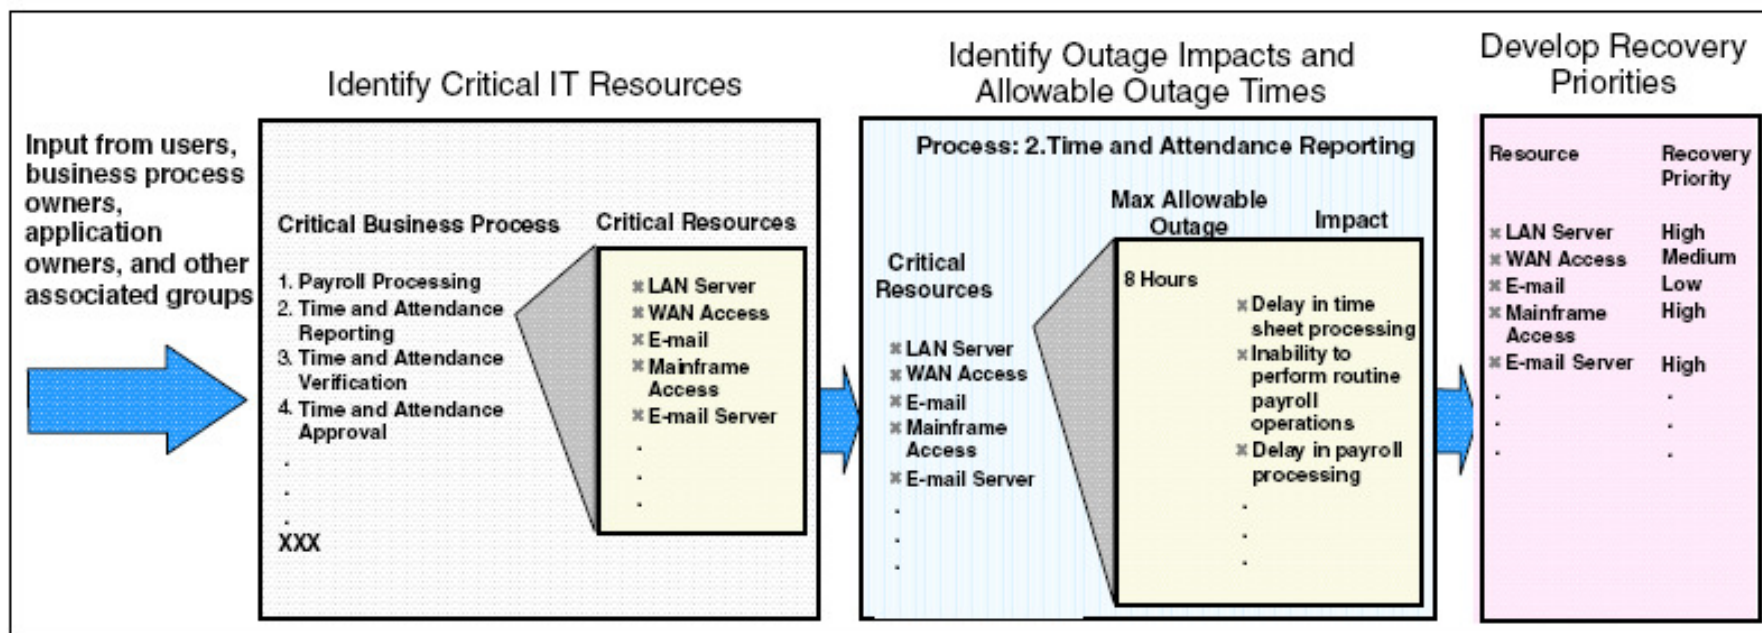 Input from users,
business process
owners,
application
owners, and other
associated groups
Identify Critical IT Resources
Critical Business Process
1. Payroll Processing
2. Time and Attendance
Reporting
3. Time and Attendance
Verification
4. Time and Attendance
Approval
.
.
.
XXX
Critical Resources
LAN Server
WAN Access
E-mail
Mainframe
Access
E-mail Server
.
.
.
Identify Outage Impacts and
Allowable Outage Times
Process: 2.Time and Attendance Reporting
Critical
Resources
LAN Server
WAN Access
E-mail
Mainframe
Access
E-mail Server
.
.
.
Max Allowable
Outage
8 Hours
Impact
Delay in time
sheet processing
Inability to
perform routine
payroll
operations
Delay in payroll
processing
.
.
.
Develop Recovery
Priorities
Resource Recovery
Priority
LAN Server High
WAN Access Medium
E-mail Low
Mainframe High
Access
E-mail Server High
. .
. .
. .